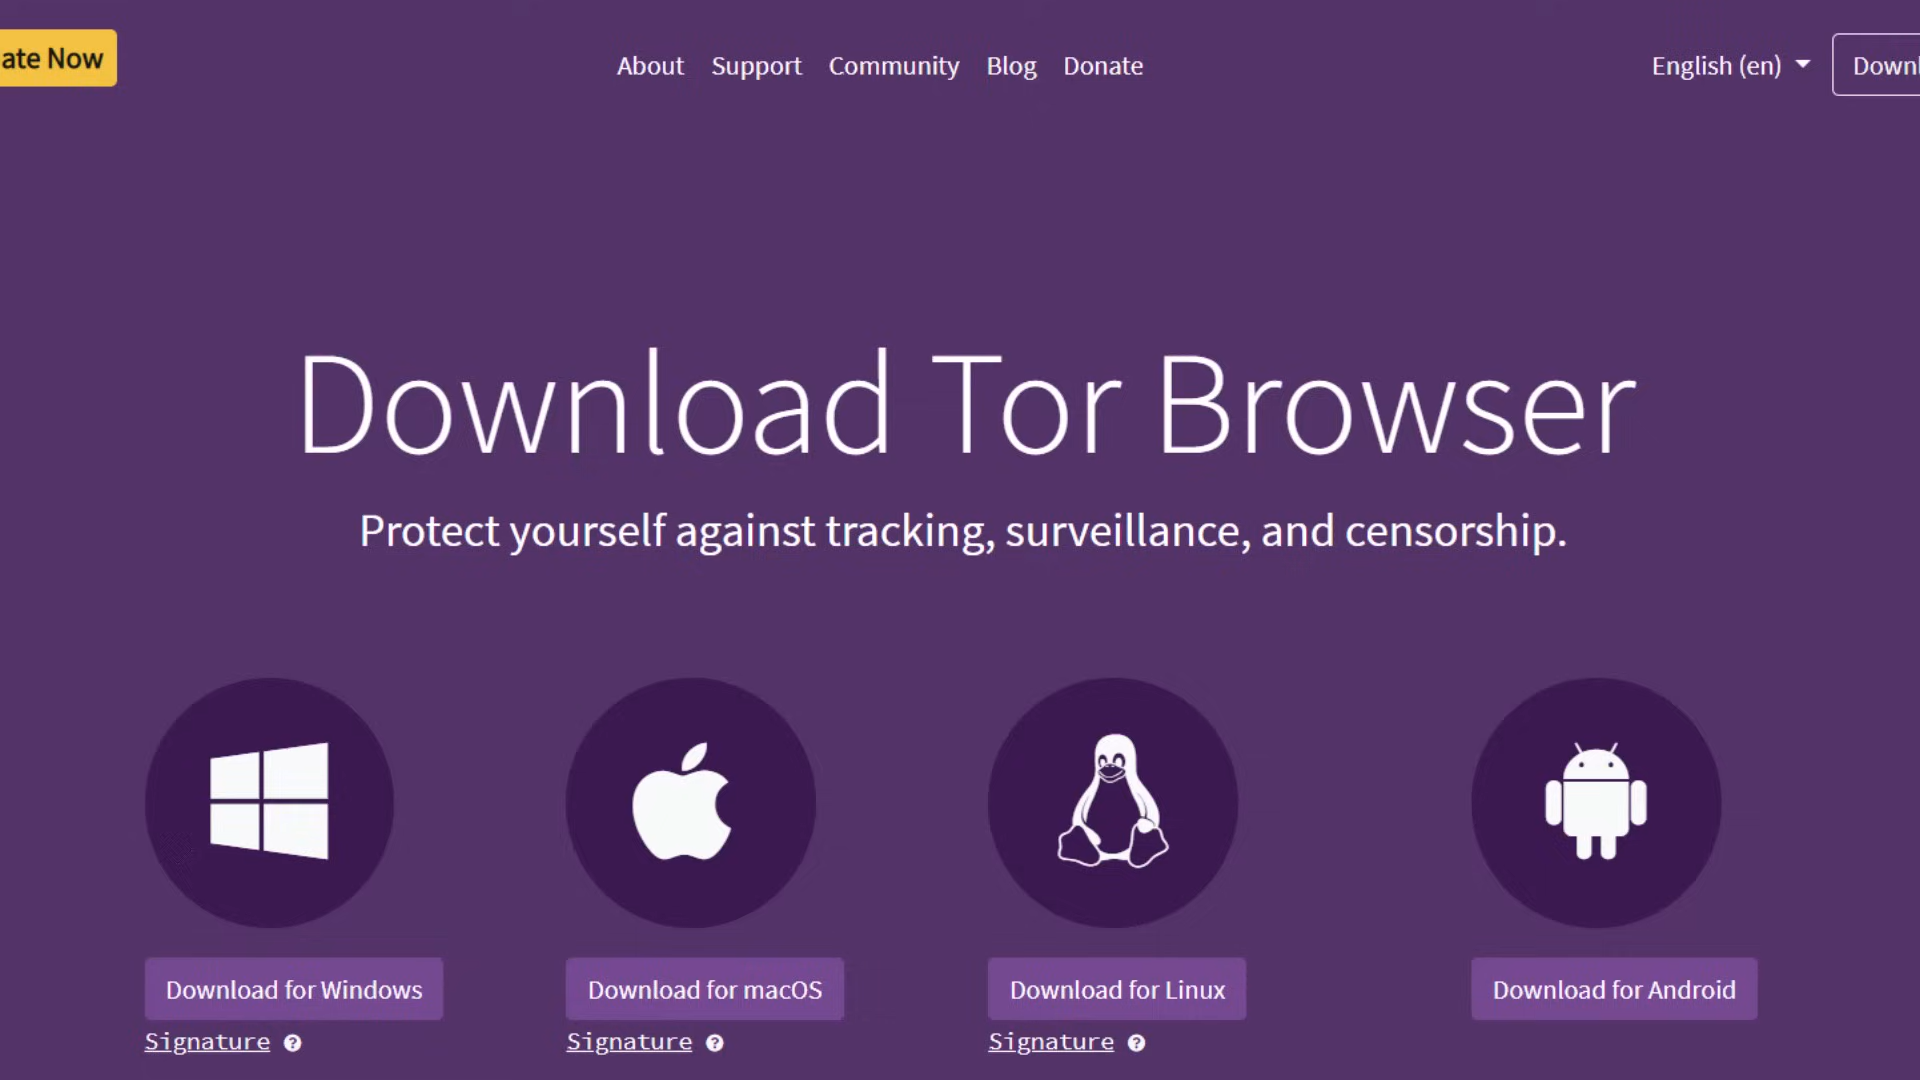 ate Now
About Support Community Blog Donate
English (en)
Downl
Download Tor Browser
Protect yourself against tracking, surveillance, and censorship.
Download for Windows
Download for macOS
Download for Linux
Download for Android
Signature ?
Signature ?
Signature ?